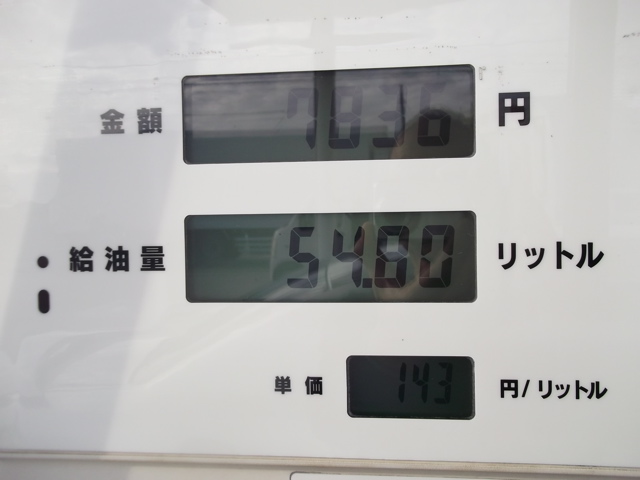 金額 7836 円
給油量 54.80 リットル
単価 143 円/リットル